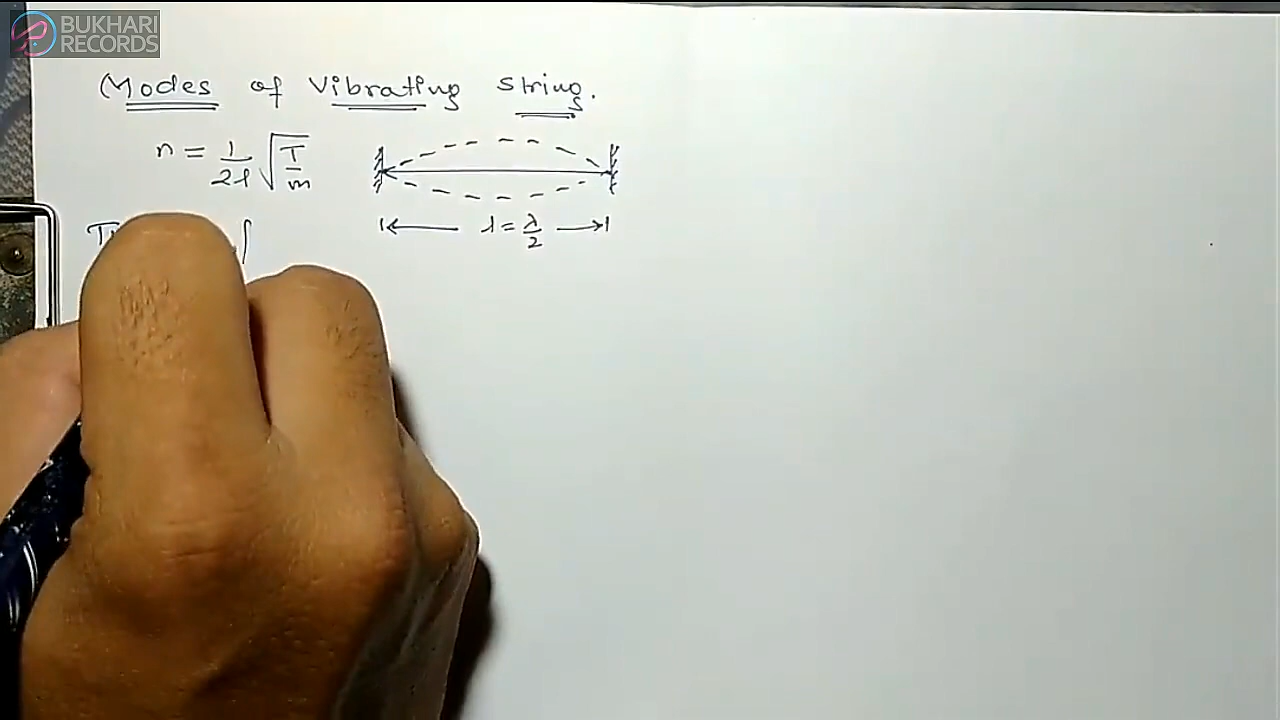 BUKHARI
RECORDS
Modes of Vibrating String.
n = 1/2l √T/m
l = λ/2